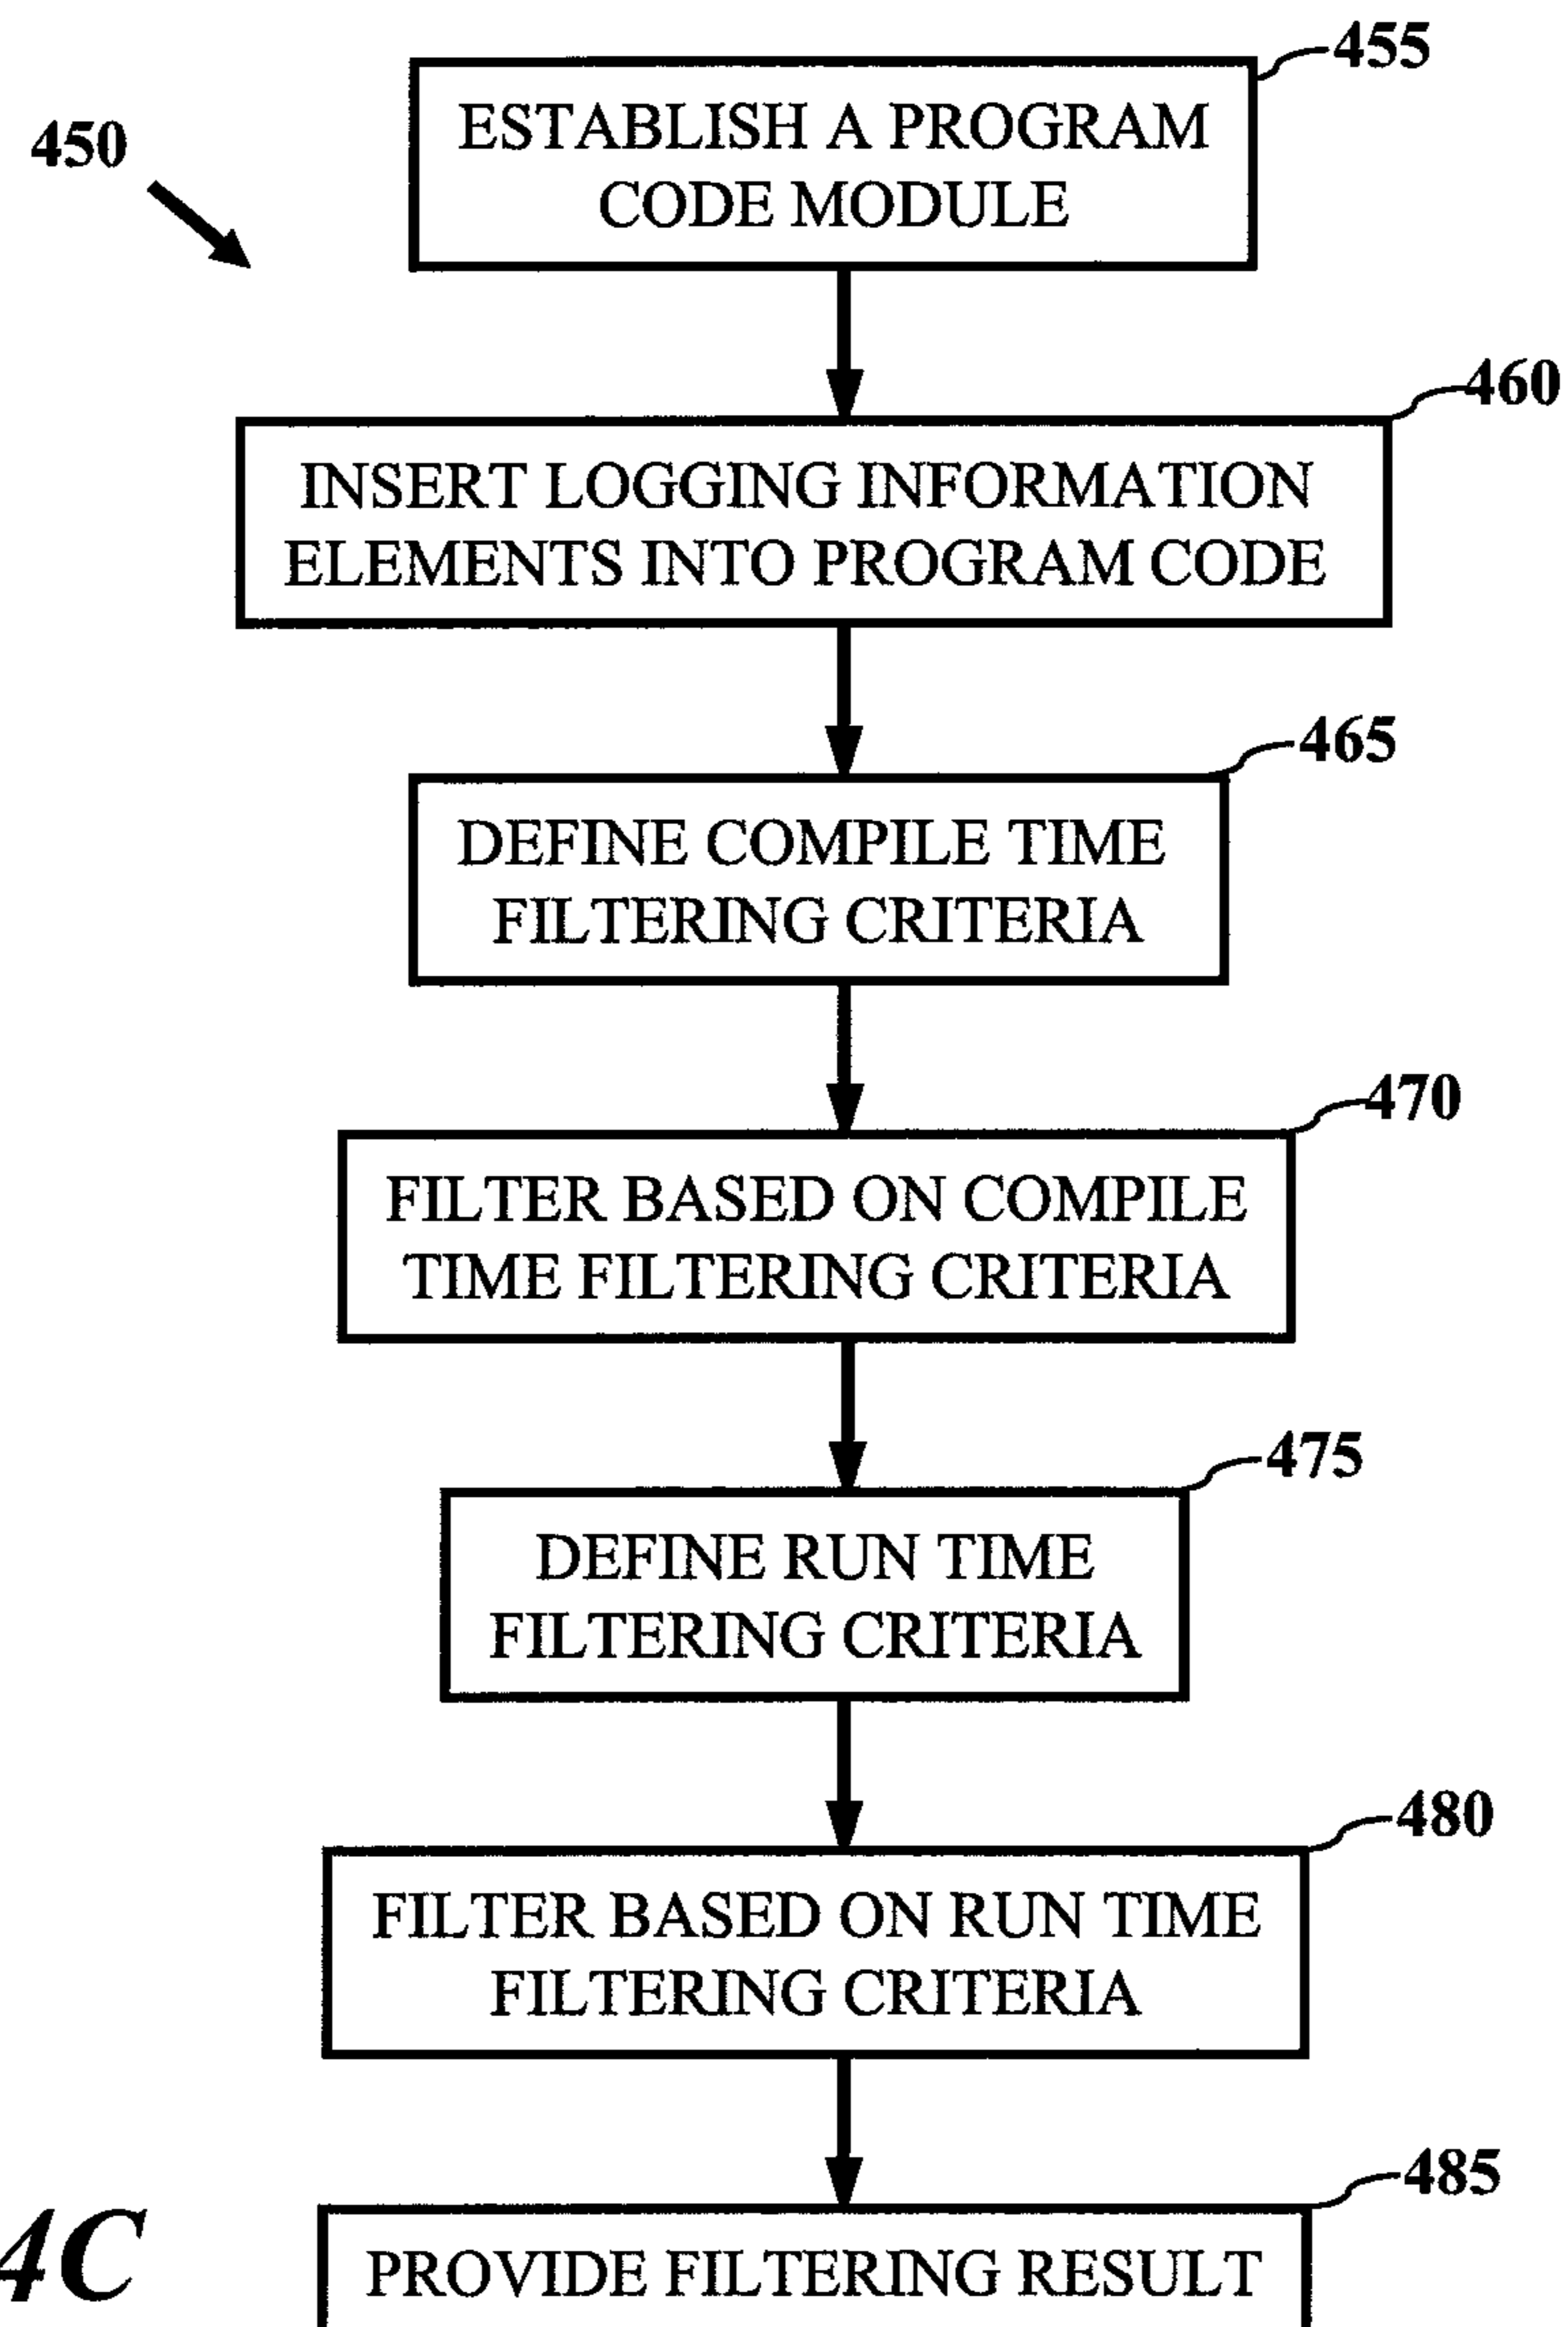 455
ESTABLISH A PROGRAM
CODE MODULE
450
460
INSERT LOGGING INFORMATION
ELEMENTS INTO PROGRAM CODE
465
DEFINE COMPILE TIME
FILTERING CRITERIA
470
FILTER BASED ON COMPILE
TIME FILTERING CRITERIA
475
DEFINE RUN TIME
FILTERING CRITERIA
480
FILTER BASED ON RUN TIME
FILTERING CRITERIA
485
4C
PROVIDE FILTERING RESULT